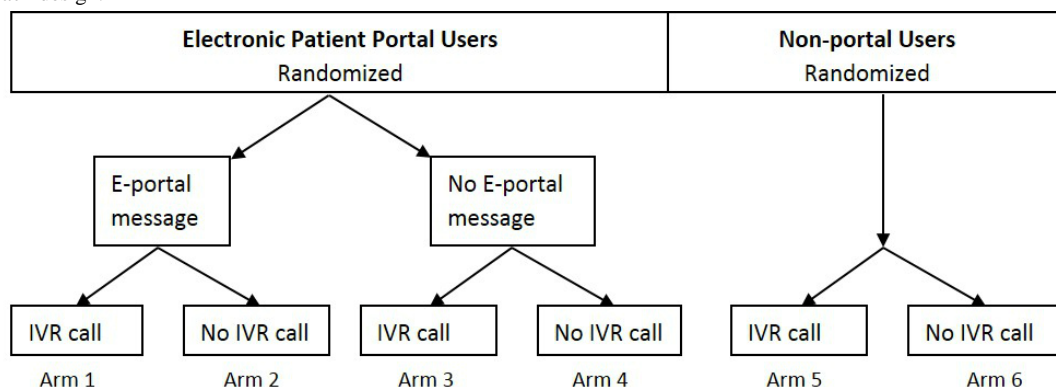 Electronic Patient Portal Users
Randomized
Non-portal Users
Randomized
E-portal
message
No E-portal
message
IVR call
No IVR call
IVR call
No IVR call
IVR call
No IVR call
Arm 1
Arm 2
Arm 3
Arm 4
Arm 5
Arm 6